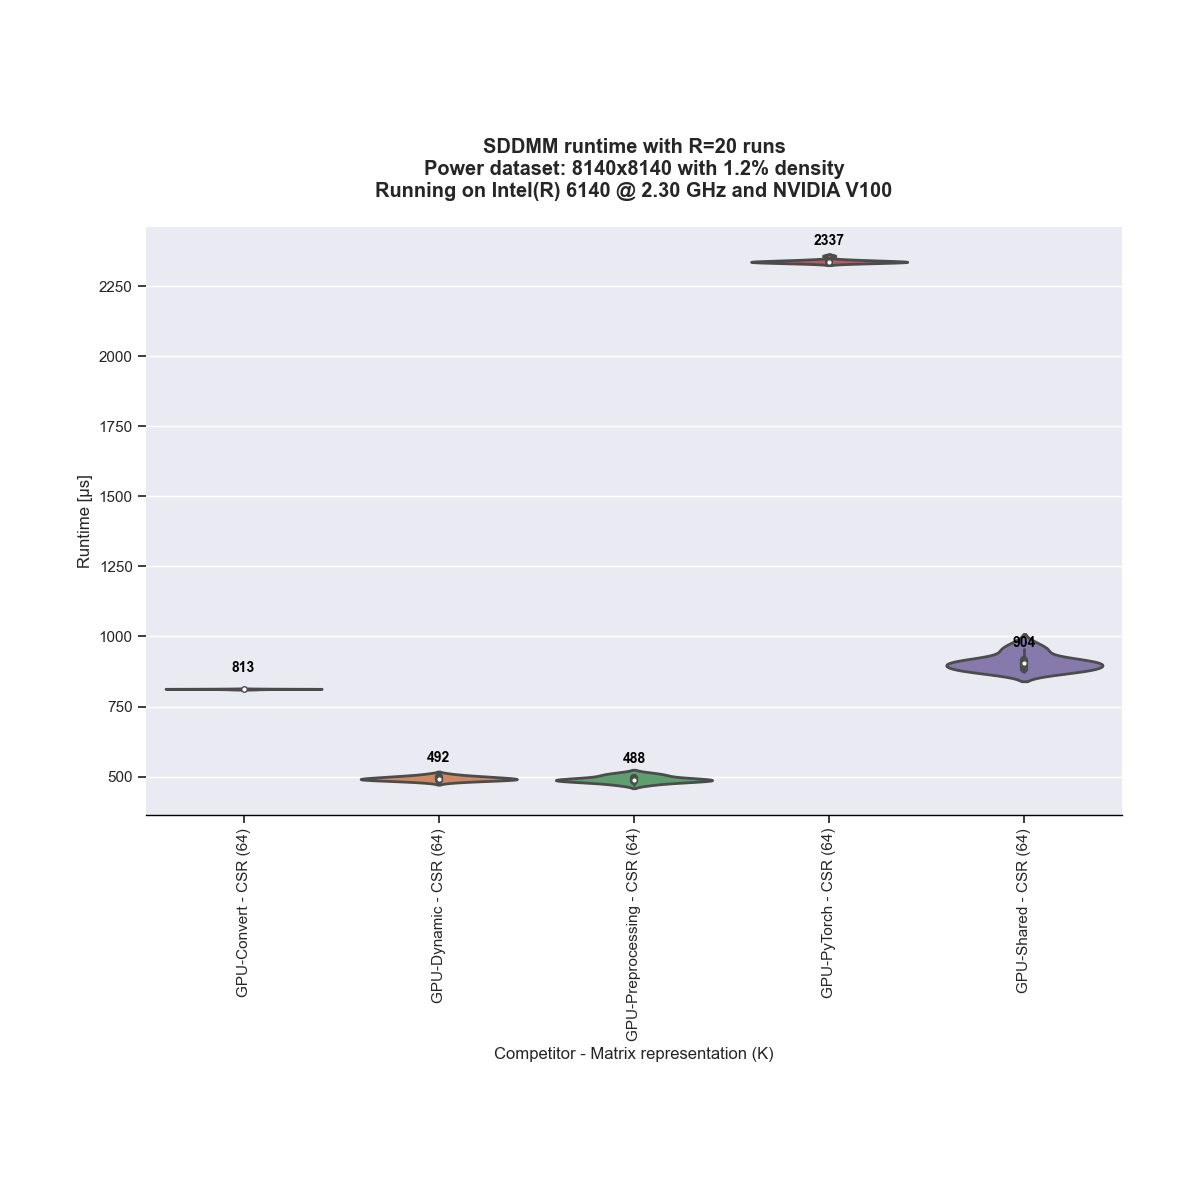 SDDMM runtime with R=20 runs
Power dataset: 8140x8140 with 1.2% density
Running on Intel(R) 6140 @ 2.30 GHz and NVIDIA V100
Runtime [µs]
2250
2000
1750
1500
1250
1000
750
500
813
492
488
2337
904
GPU-Convert - CSR (64)
GPU-Dynamic - CSR (64)
GPU-Preprocessing - CSR (64)
GPU-PyTorch - CSR (64)
GPU-Shared - CSR (64)
Competitor - Matrix representation (K)